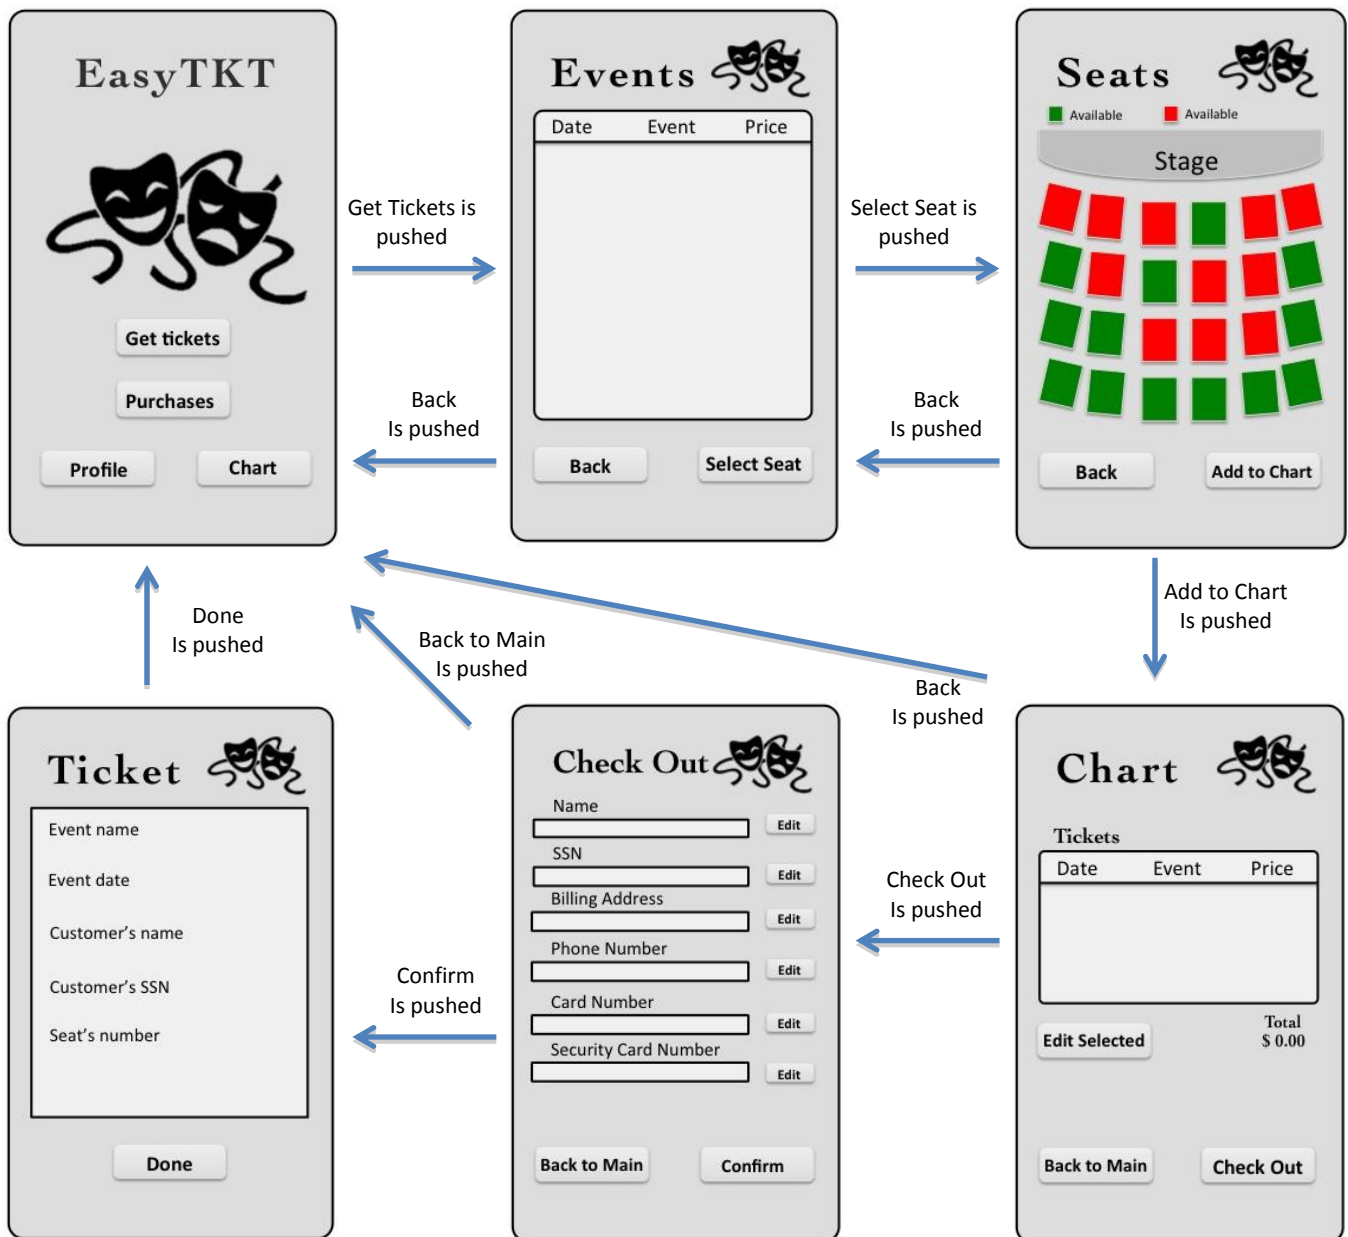 EasyTKT
Get tickets
Purchases
Profile
Chart
Get Tickets is
pushed
Back
Is pushed
Events
Date Event Price
Back
Select Seat
Select Seat is
pushed
Back
Is pushed
Seats
Available Available
Stage
Back
Add to Chart
Done
Is pushed
Back to Main
Is pushed
Back
Is pushed
Add to Chart
Is pushed
Ticket
Event name
Event date
Customer's name
Customer's SSN
Seat's number
Done
Confirm
Is pushed
Check Out
Name
Edit
SSN
Edit
Billing Address
Edit
Phone Number
Edit
Card Number
Edit
Security Card Number
Edit
Back to Main
Confirm
Check Out
Is pushed
Chart
Tickets
Date Event Price
Edit Selected
Total
$ 0.00
Back to Main
Check Out